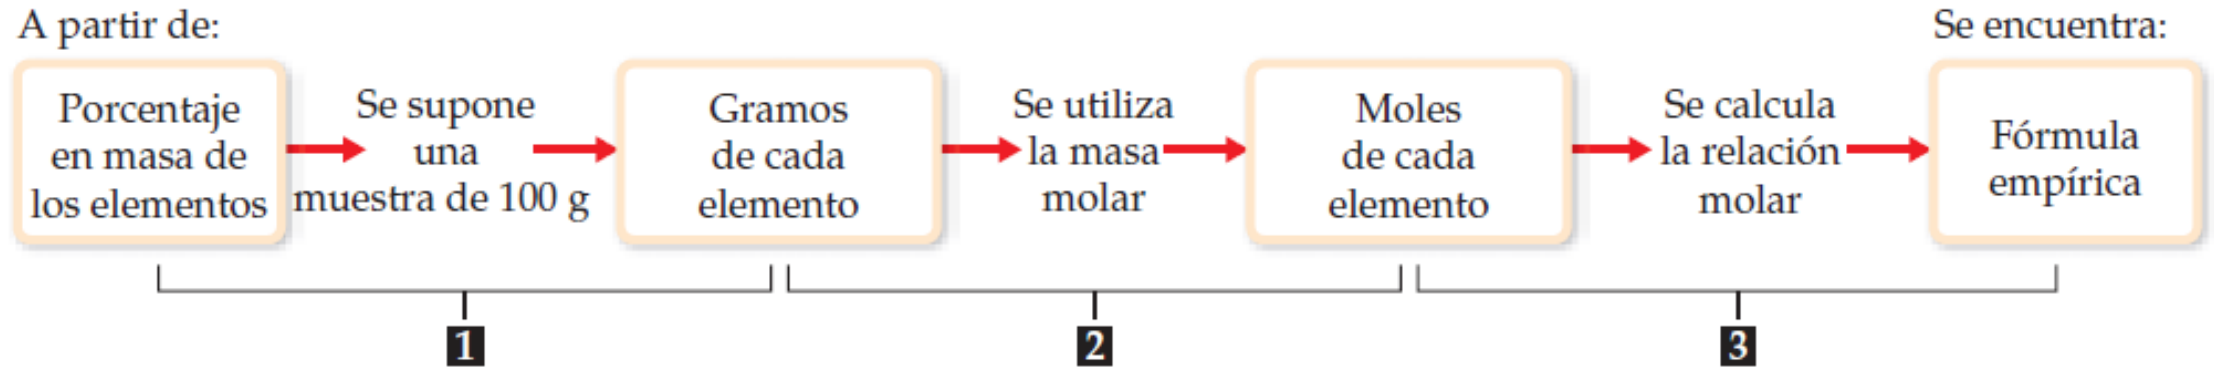 A partir de:
Se encuentra:
Porcentaje
en masa de
los elementos
Se supone
una
muestra de 100 g
Gramos
de cada
elemento
Se utiliza
la masa
molar
Moles
de cada
elemento
Se calcula
la relación
molar
Fórmula
empírica
1
2
3